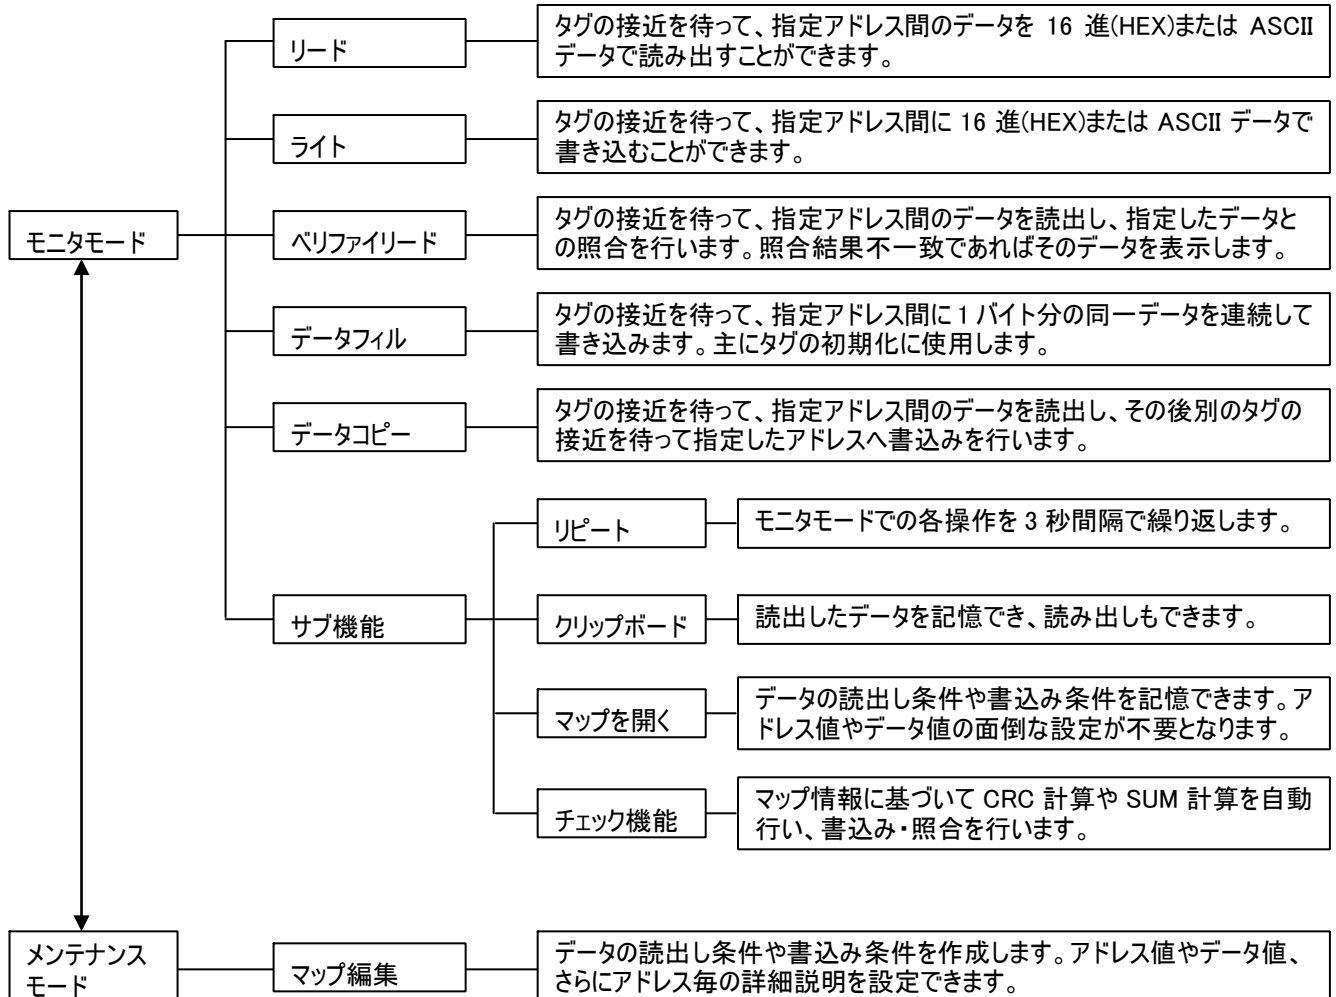 リード
タグの接近を待って、指定アドレス間のデータを 16 進(HEX)または ASCII
データで読み出すことができます。
ライト
タグの接近を待って、指定アドレス間に 16 進(HEX)または ASCII データで
書き込むことができます。
モニタモード
ベリファイリード
タグの接近を待って、指定アドレス間のデータを読出し、指定したデータと
の照合を行います。照合結果不一致であればそのデータを表示します。
データフィル
タグの接近を待って、指定アドレス間に 1 バイト分の同一データを連続して
書き込みます。主にタグの初期化に使用します。
データコピー
タグの接近を待って、指定アドレス間のデータを読出し、その後別のタグの
接近を待って指定したアドレスへ書込みを行います。
サブ機能
リピート
モニタモードでの各操作を 3 秒間隔で繰り返します。
クリップボード
読出したデータを記憶でき、読み出しもできます。
マップを開く
データの読出し条件や書込み条件を記憶できます。ア
ドレス値やデータ値の面倒な設定が不要となります。
チェック機能
マップ情報に基づいて CRC 計算や SUM 計算を自動
行い、書込み・照合を行います。
メンテナンス
モード
マップ編集
データの読出し条件や書込み条件を作成します。アドレス値やデータ値、
さらにアドレス毎の詳細説明を設定できます。